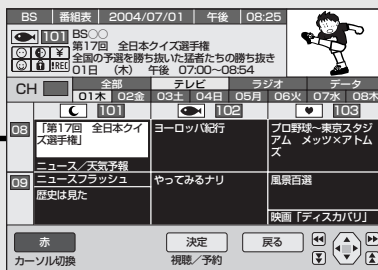 BS 番組表 2004/07/01 午後 08:25
101 BS○○
第17回 全日本クイズ選手権
全国の予選を勝ち抜いた猛者たちの勝ち抜き
01日 (木) 午後 07:00〜08:54
!REC
CH 全部 テレビ ラジオ データ
01木 02金 03土 04日 05月 06火 07水 08木
101 102 103
08 「第17回 全日本クイ ヨーロッパ紀行 プロ野球〜東京スタジ
ズ選手権」 アム メッツ×アトム
ズ
ニュース/天気予報
09 ニュースフラッシュ やってみるナリ 風景百選
歴史は見た
映画「ディスカバリ」
赤 決定 戻る
カーソル切換 視聴/予約